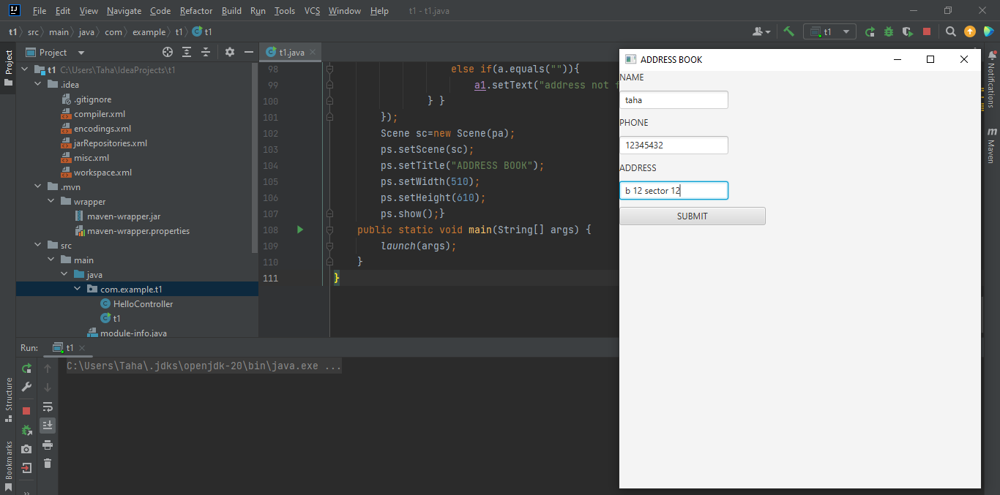 File Edit View Navigate Code Refactor Build Run Tools VCS Window Help t1 - t1.java
t1 src main java com example t1 t1
t1
Project
Project
t1.java
t1 C:\Users\Taha\IdeaProjects\t1
.idea
.gitignore
compiler.xml
encodings.xml
jarRepositories.xml
misc.xml
workspace.xml
.mvn
wrapper
maven-wrapper.jar
maven-wrapper.properties
src
main
java
com.example.t1
HelloController
t1
module-info.java
98 else if(a.equals("")){
99 a1.setText("address not f
100 } }
101 });
102 Scene sc=new Scene(pa);
103 ps.setScene(sc);
104 ps.setTitle("ADDRESS BOOK");
105 ps.setWidth(510);
106 ps.setHeight(610);
107 ps.show();}
108 public static void main(String[] args) {
109 launch(args);
110 }
111 }
ADDRESS BOOK
NAME
taha
PHONE
12345432
ADDRESS
b 12 sector 12
SUBMIT
Notifications
m
Maven
Run: t1
C:\Users\Taha\.jdks\openjdk-20\bin\java.exe ...
Structure
Bookmarks